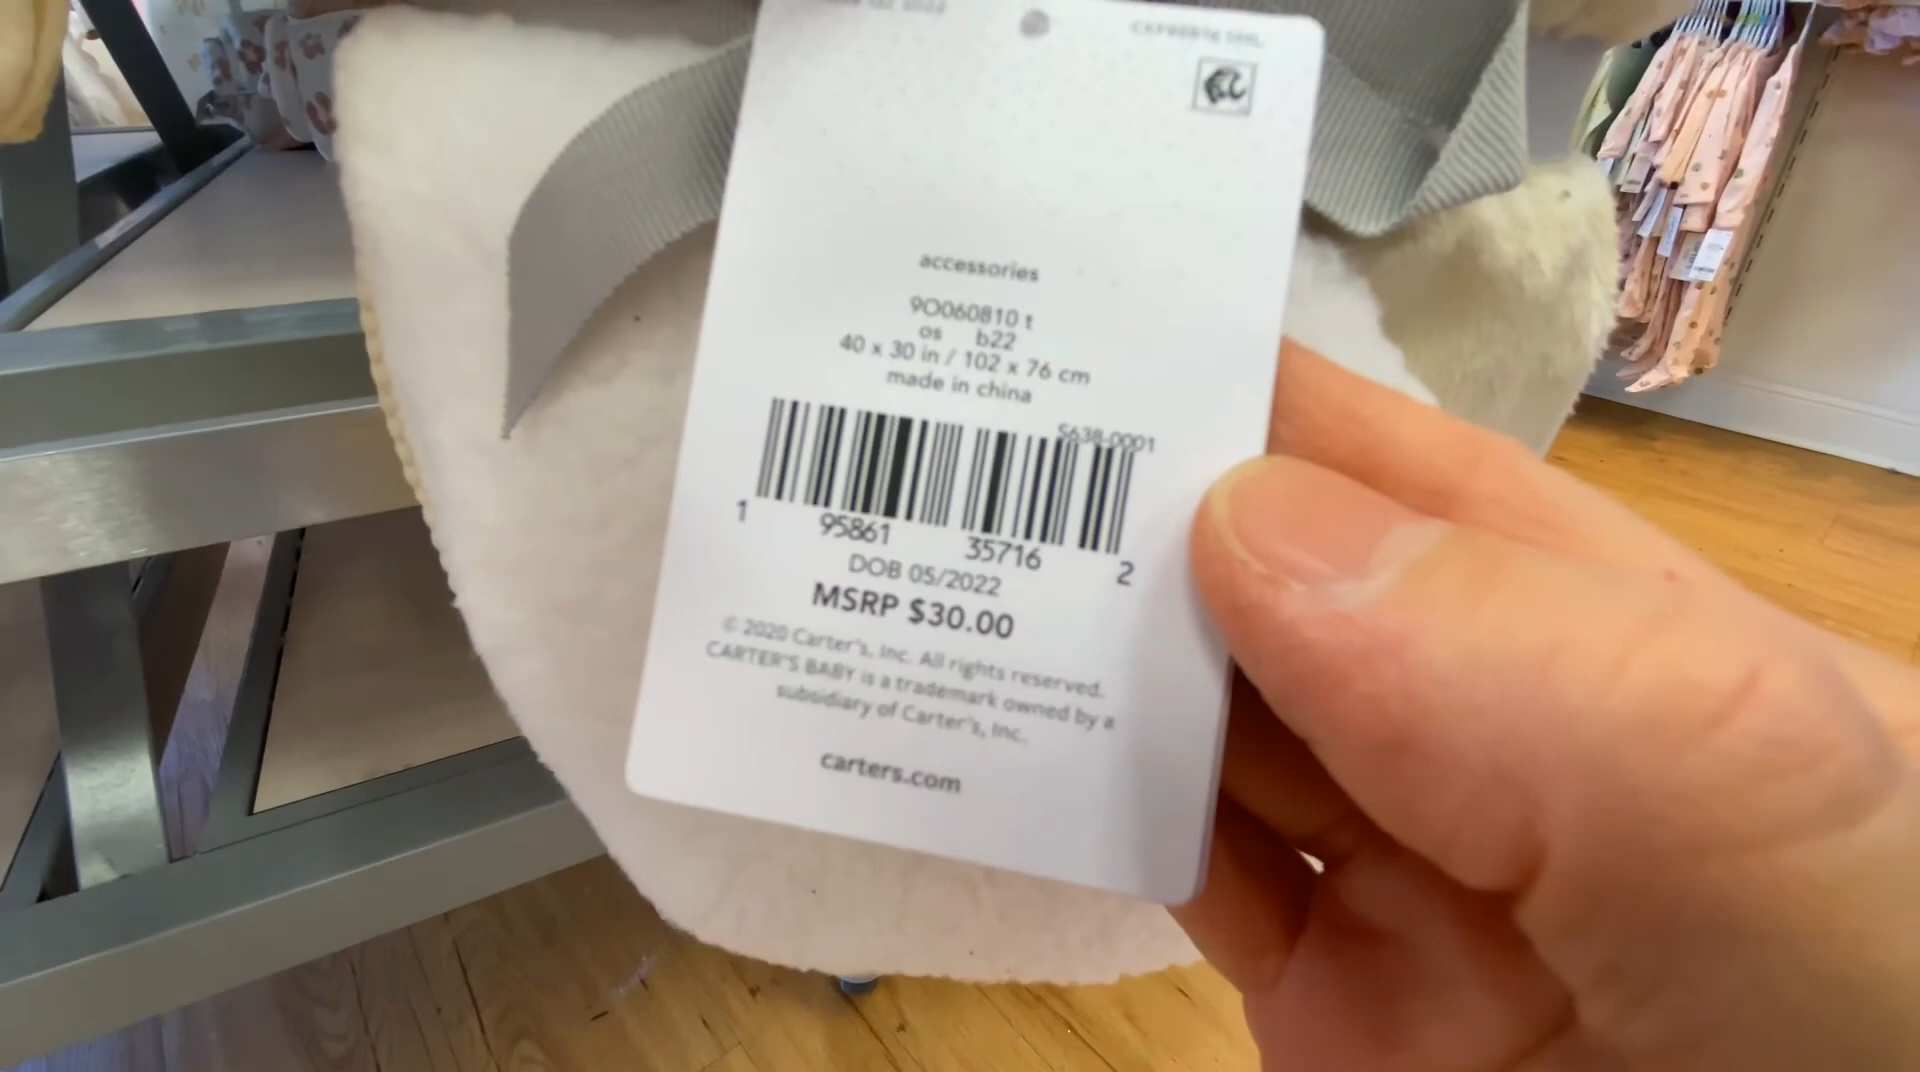 accessories
9O060810 t
os b22
40 x 30 in / 102 x 76 cm
made in china
5638-0001
1 95861 35716 2
DOB 05/2022
MSRP $30.00
© 2020 Carter's, Inc. All rights reserved.
CARTER'S BABY is a trademark owned by a
subsidiary of Carter's, Inc.
carters.com